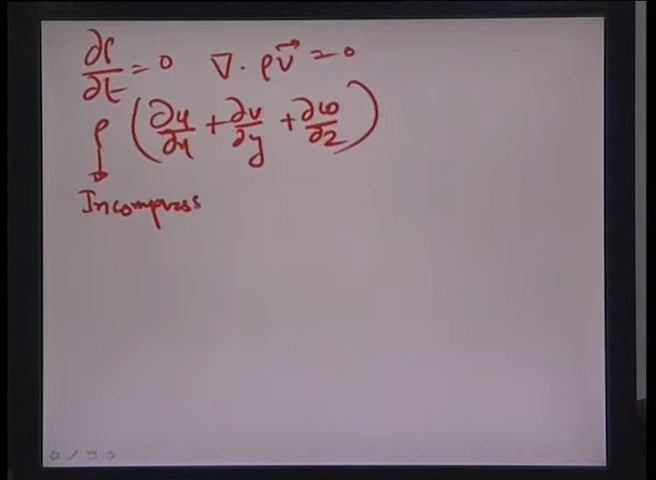 ∂ρ/∂t = 0 ∇ · ρv⃗ = 0
ρ (∂u/∂x + ∂v/∂y + ∂w/∂z)
Incompress